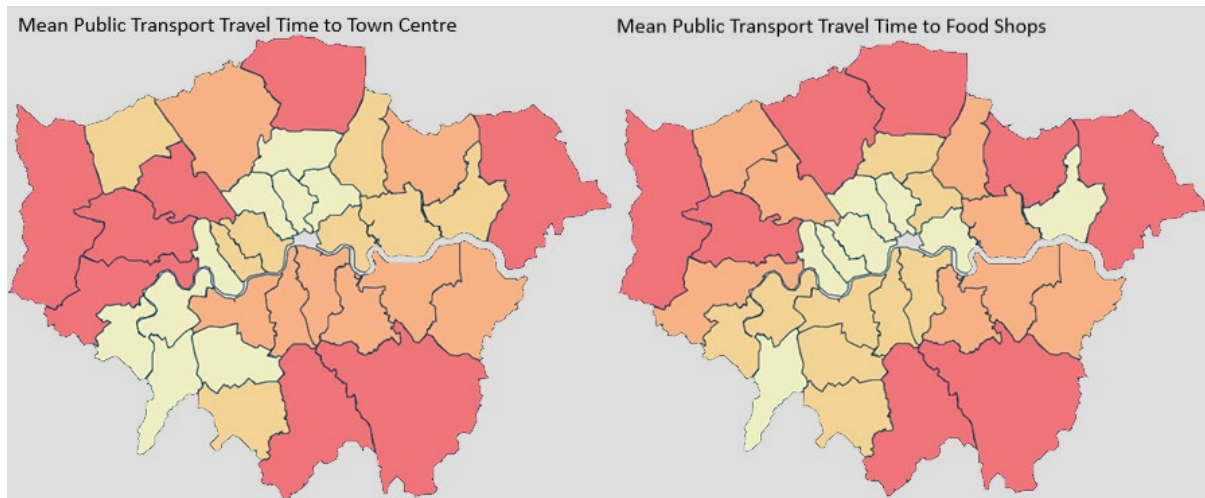 Mean Public Transport Travel Time to Town Centre
Mean Public Transport Travel Time to Food Shops